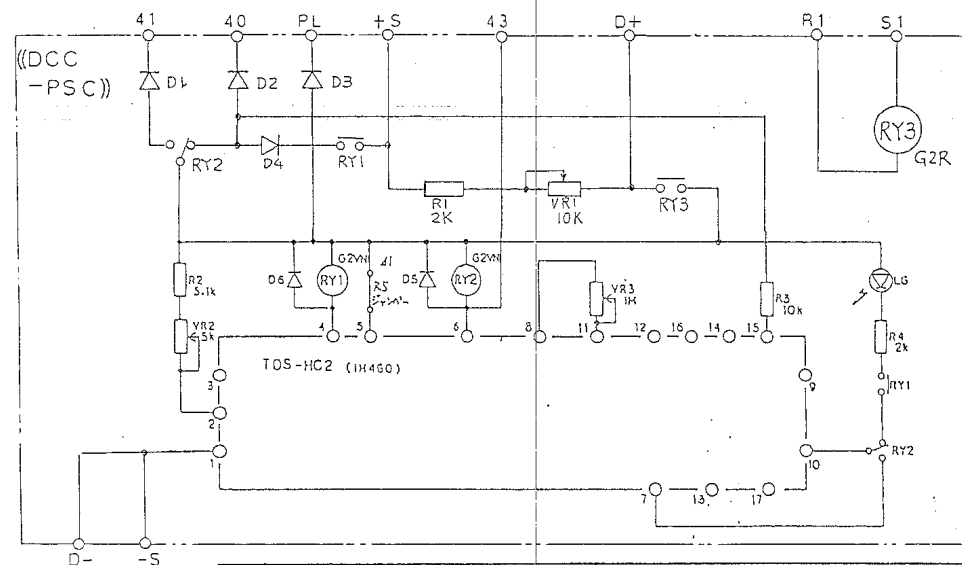 41 40 PL +S 43 D+ R1 S1
((DCC
-PSC))
D1 D2 D3
RY3
G2R
RY2 D4 RY1
R1
2K
VR1
10K
RY3
R2
5.1k
VR2
5k
D6 RY1 G2VN
R5
D5 RY2 G2VN
VR3
1M
R3
10k
LG
R4
2k
RY1
RY2
4 5 6 8 11 12 16 14 15
TOS-HC2 (1H460)
3
2
1
9
10
7 13 17
D- -S